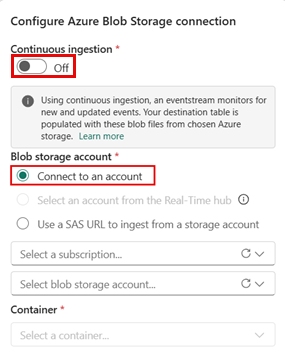 Configure Azure Blob Storage connection
Continuous ingestion *
Off
Using continuous ingestion, an eventstream monitors for
new and updated events. Your destination table is
populated with these blob files from chosen Azure
storage. Learn more
Blob storage account *
Connect to an account
Select an account from the Real-Time hub
Use a SAS URL to ingest from a storage account
Select a subscription...
Select blob storage account...
Container *
Select a container...